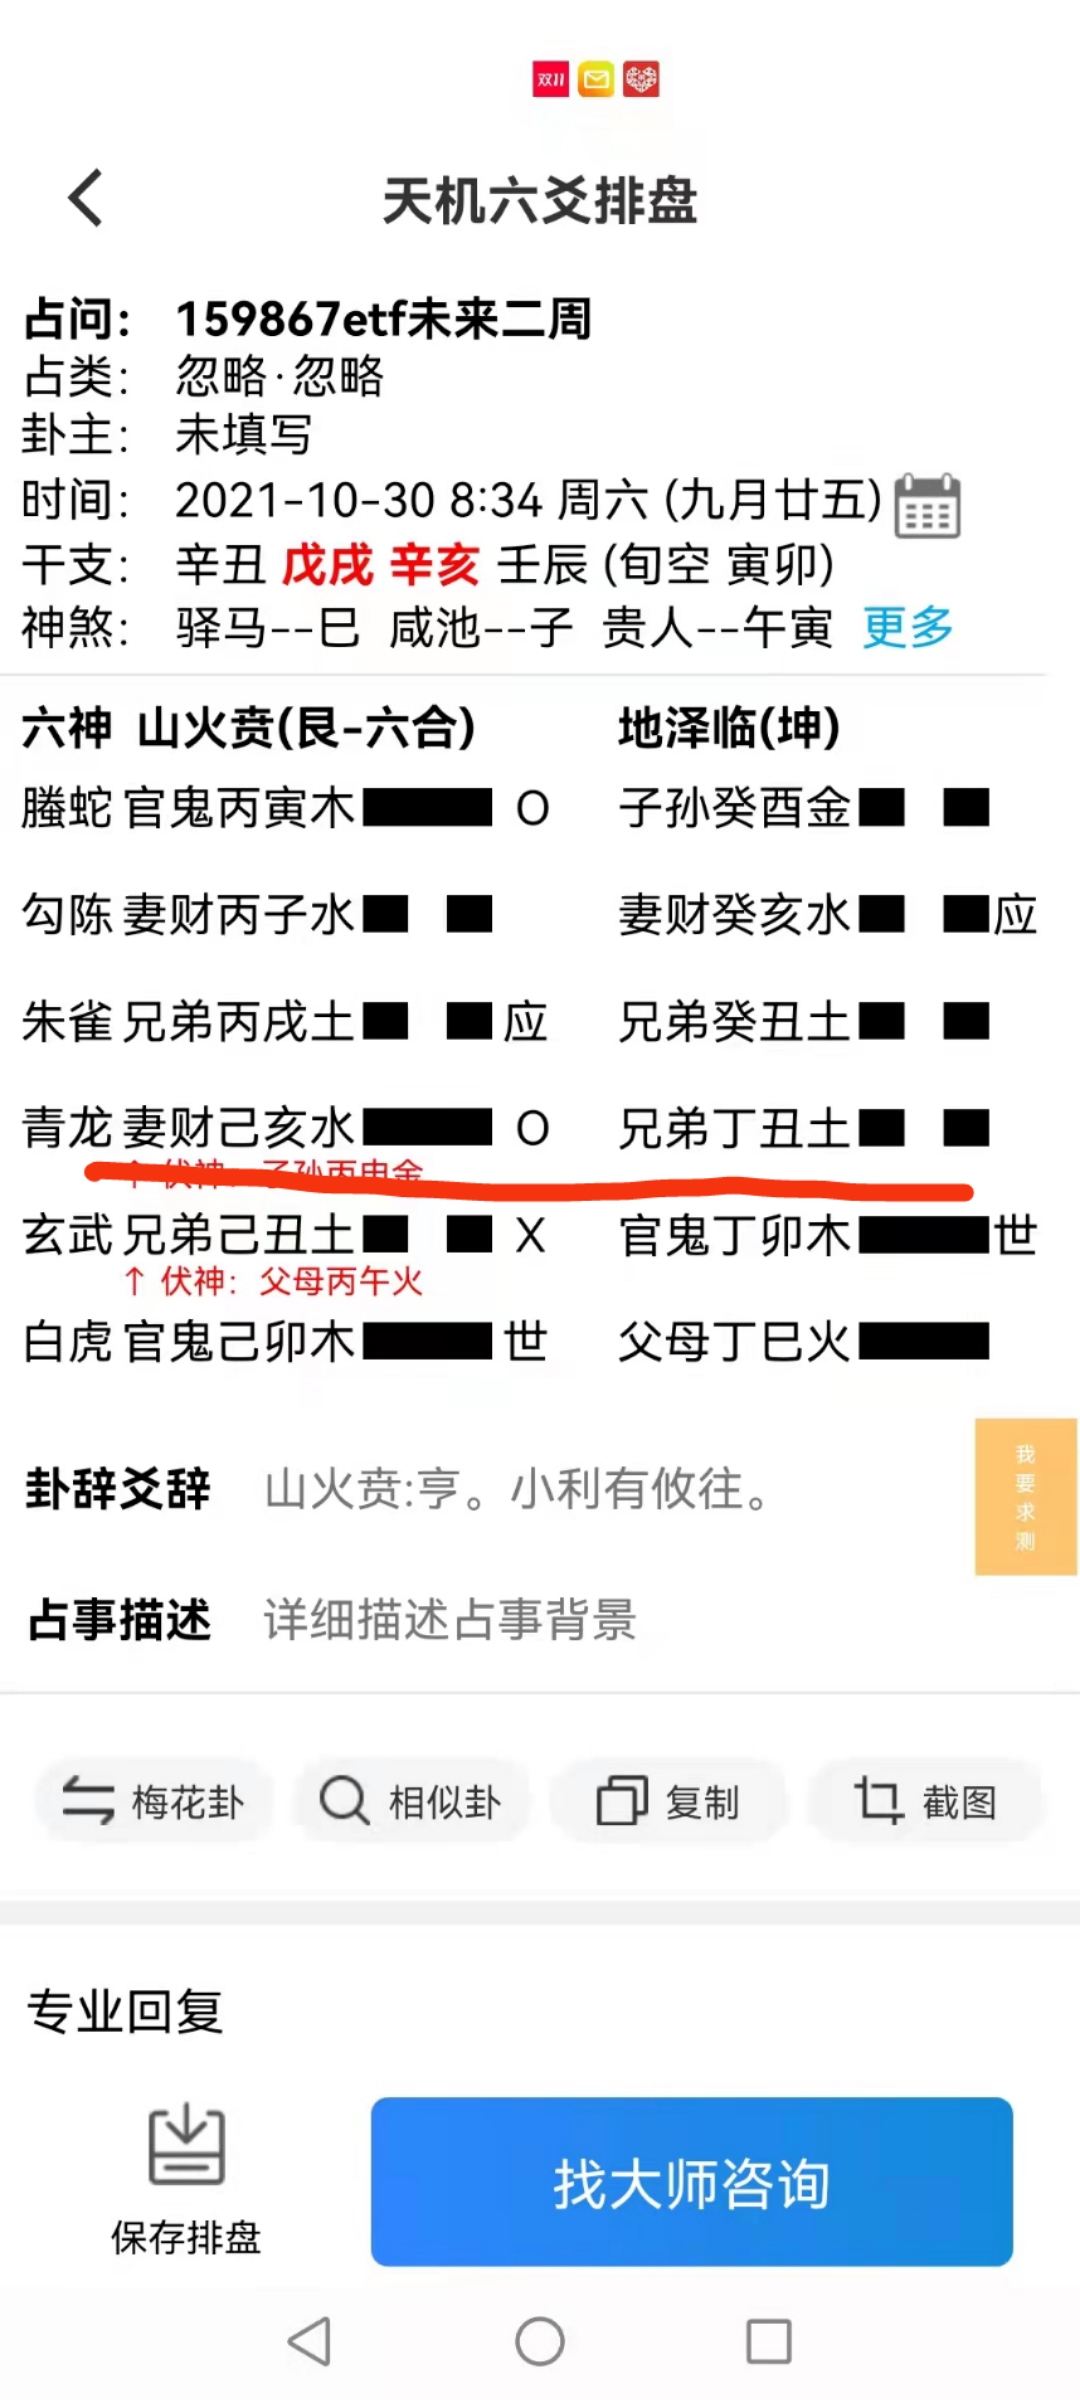 双11
天机六爻排盘
占问： 159867etf未来二周
占类： 忽略·忽略
卦主： 未填写
时间： 2021-10-30 8:34 周六 (九月廿五)
干支： 辛丑 戊戌 辛亥 壬辰 (旬空 寅卯)
神煞： 驿马--巳 咸池--子 贵人--午寅 更多
六神 山火贲(艮-六合) 地泽临(坤)
螣蛇 官鬼丙寅木 O 子孙癸酉金
勾陈 妻财丙子水 妻财癸亥水 应
朱雀 兄弟丙戌土 应 兄弟癸丑土
青龙 妻财己亥水 O 兄弟丁丑土
↑ 伏神：子孙丙申金
玄武 兄弟己丑土 X 官鬼丁卯木 世
↑ 伏神：父母丙午火
白虎 官鬼己卯木 世 父母丁巳火
卦辞爻辞 山火贲:亨。小利有攸往。
我要求测
占事描述 详细描述占事背景
梅花卦 相似卦 复制 截图
专业回复
保存排盘 找大师咨询